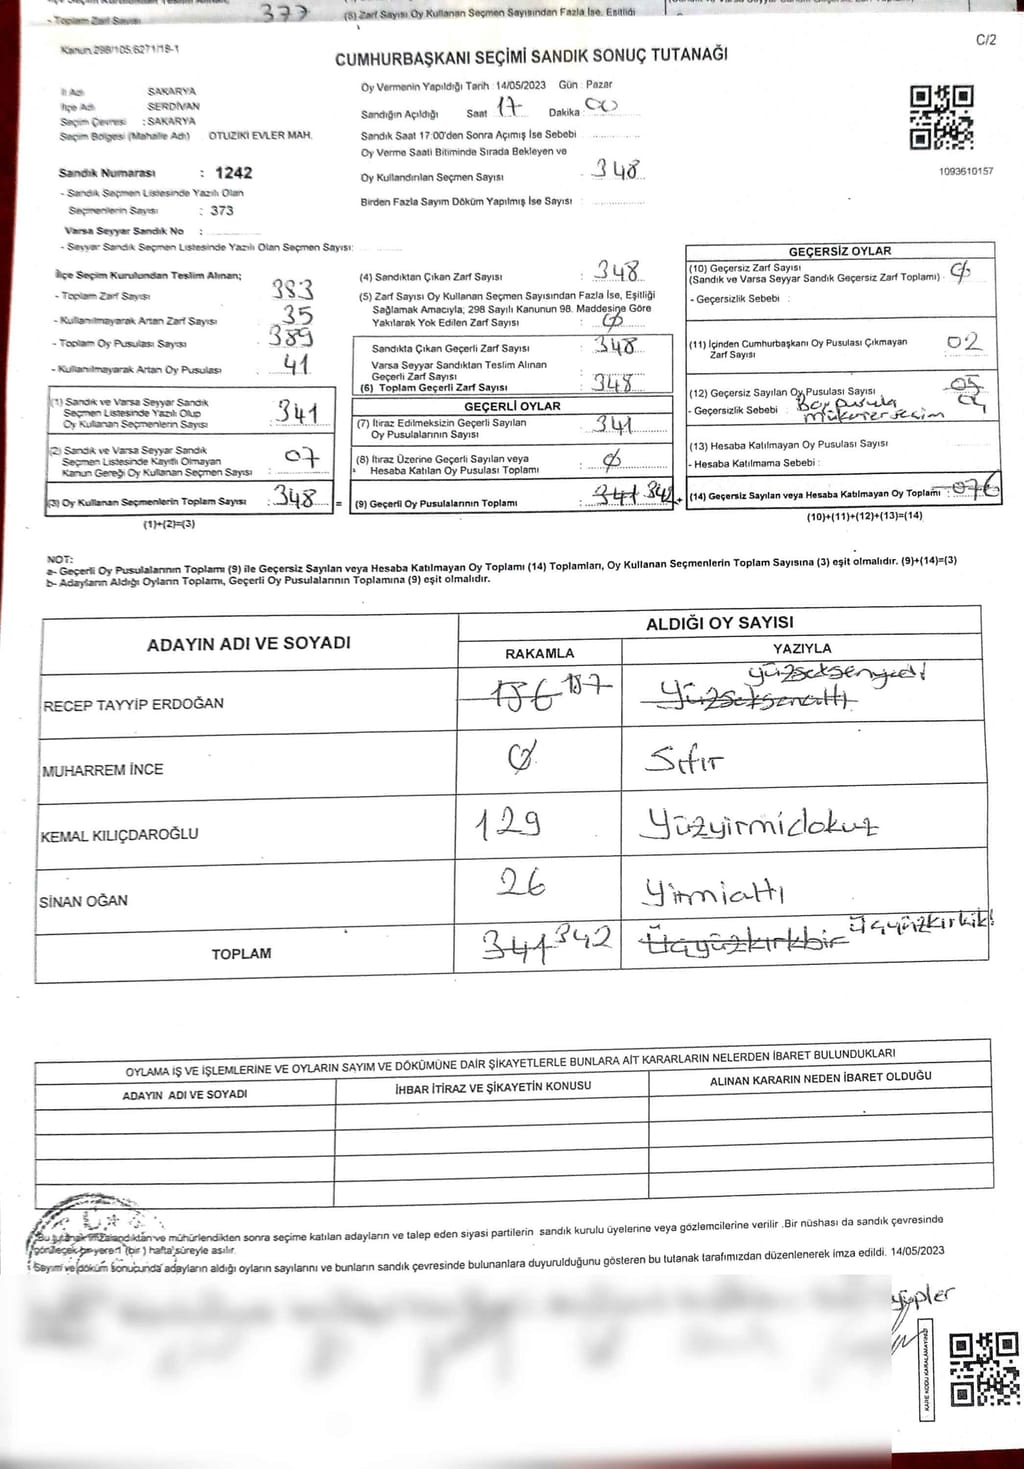 - Toplam Zarf Sayısı 377 (5) Zarf Sayısı Oy Kullanan Seçmen Sayısından Fazla İse, Eşitliği
Kanun.298/105,6271/18-1
C/2
CUMHURBAŞKANI SEÇİMİ SANDIK SONUÇ TUTANAĞI
İl Adı SAKARYA
İlçe Adı SERDİVAN
Seçim Çevresi : SAKARYA
Seçim Bölgesi (Mahalle Adı) OTUZİKİ EVLER MAH.
Sandık Numarası : 1242
- Sandık Seçmen Listesinde Yazılı Olan
Seçmenlerin Sayısı : 373
Varsa Seyyar Sandık No :
- Seyyar Sandık Seçmen Listesinde Yazılı Olan Seçmen Sayısı:
Oy Vermenin Yapıldığı Tarih : 14/05/2023 Gün : Pazar
Sandığın Açıldığı Saat 17 Dakika 00
Sandık Saat 17:00'den Sonra Açımış İse Sebebi
Oy Verme Saati Bitiminde Sırada Bekleyen ve
Oy Kullandırılan Seçmen Sayısı : 348
Birden Fazla Sayım Döküm Yapılmış İse Sayısı :
1093610157
İlçe Seçim Kurulundan Teslim Alınan;
- Toplam Zarf Sayısı : 383
- Kullanılmayarak Artan Zarf Sayısı : 35
- Toplam Oy Pusulası Sayısı : 389
- Kullanılmayarak Artan Oy Pusulası : 41
(1) Sandık ve Varsa Seyyar Sandık
Seçmen Listesinde Yazılı Olup
Oy Kullanan Seçmenlerin Sayısı : 341
(2) Sandık ve Varsa Seyyar Sandık
Seçmen Listesinde Kayıtlı Olmayan
Kanun Gereği Oy Kullanan Seçmen Sayısı : 07
(3) Oy Kullanan Seçmenlerin Toplam Sayısı : 348 =
(1)+(2)=(3)
(4) Sandıktan Çıkan Zarf Sayısı : 348
(5) Zarf Sayısı Oy Kullanan Seçmen Sayısından Fazla İse, Eşitliği
Sağlamak Amacıyla, 298 Sayılı Kanunun 98. Maddesine Göre
Yakılarak Yok Edilen Zarf Sayısı : Ø
Sandıkta Çıkan Geçerli Zarf Sayısı : 348
Varsa Seyyar Sandıktan Teslim Alınan
Geçerli Zarf Sayısı :
(6) Toplam Geçerli Zarf Sayısı : 348
GEÇERLİ OYLAR
(7) İtiraz Edilmeksizin Geçerli Sayılan
Oy Pusulalarının Sayısı : 341
(8) İtiraz Üzerine Geçerli Sayılan veya
Hesaba Katılan Oy Pusulası Toplamı : Ø
(9) Geçerli Oy Pusulalarının Toplamı : 341 342 +
GEÇERSİZ OYLAR
(10) Geçersiz Zarf Sayısı
(Sandık ve Varsa Seyyar Sandık Geçersiz Zarf Toplamı) : Ø
- Geçersizlik Sebebi :
(11) İçinden Cumhurbaşkanı Oy Pusulası Çıkmayan
Zarf Sayısı : 02
(12) Geçersiz Sayılan Oy Pusulası Sayısı : 05
04
- Geçersizlik Sebebi : Boş pusula
Mükerrer seçim
(13) Hesaba Katılmayan Oy Pusulası Sayısı :
- Hesaba Katılmama Sebebi :
(14) Geçersiz Sayılan veya Hesaba Katılmayan Oy Toplamı : 076
(10)+(11)+(12)+(13)=(14)
NOT:
a- Geçerli Oy Pusulalarının Toplamı (9) ile Geçersiz Sayılan veya Hesaba Katılmayan Oy Toplamı (14) Toplamları, Oy Kullanan Seçmenlerin Toplam Sayısına (3) eşit olmalıdır. (9)+(14)=(3)
b- Adayların Aldığı Oyların Toplamı, Geçerli Oy Pusulalarının Toplamına (9) eşit olmalıdır.
ADAYIN ADI VE SOYADI
ALDIĞI OY SAYISI
RAKAMLA YAZIYLA
RECEP TAYYİP ERDOĞAN 186 187 Yüzseksenaltı yüzseksenyedi
MUHARREM İNCE Ø Sıfır
KEMAL KILIÇDAROĞLU 129 Yüzyirmidokuz
SİNAN OĞAN 26 Yirmialtı
TOPLAM 341 342 Üçyüzkırkbir Üçyüzkırkiki
OYLAMA İŞ VE İŞLEMLERİNE VE OYLARIN SAYIM VE DÖKÜMÜNE DAİR ŞİKAYETLERLE BUNLARA AİT KARARLARIN NELERDEN İBARET BULUNDUKLARI
ADAYIN ADI VE SOYADI İHBAR İTİRAZ VE ŞİKAYETİN KONUSU ALINAN KARARIN NEDEN İBARET OLDUĞU
Bu tutanak imzalandıktan ve mühürlendikten sonra seçime katılan adayların ve talep eden siyasi partilerin sandık kurulu üyelerine veya gözlemcilerine verilir .Bir nüshası da sandık çevresinde
görülecek bir yere 1 (bir) hafta süreyle asılır.
Sayım ve döküm sonucunda adayların aldığı oyların sayılarını ve bunların sandık çevresinde bulunanlara duyurulduğunu gösteren bu tutanak tarafımızdan düzenlenerek imza edildi. 14/05/2023
KARE KODU KARALAMAYINIZ!